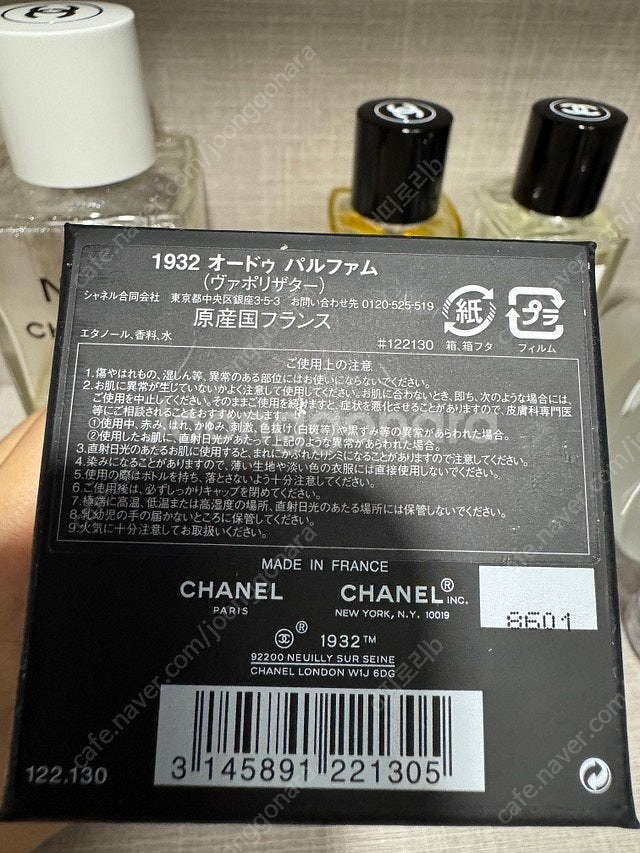 1932 オードゥ パルファム
(ヴァポリザター)
シャネル合同会社 東京都中央区銀座3-5-3 お問い合わせ先 0120-525-519
原産国フランス
紙 プラ
エタノール、香料、水
#122130 箱、箱フタ フィルム
ご使用上の注意
1.傷やはれもの、湿しん等、異常のある部位にはお使いにならないでください。
2.お肌に異常が生じていないかよく注意して使用してください。お肌に合わないとき、即ち、次のような場合には、
ご使用を中止してください。そのままご使用を続けますと、症状を悪化させることがありますので、皮膚科専門医
等にご相談されることをおすすめいたします。
①使用中、赤み、はれ、かゆみ、刺激、色抜け(白斑等)や黒ずみ等の異常があらわれた場合。
②使用したお肌に、直射日光があたって上記のような異常があらわれた場合。
3.直射日光のあたるお肌に使用すると、まれにかぶれたりシミになることがありますので注意してください。
4.染みになることがありますので、薄い生地や淡い色の衣服には直接使用しないでください。
5.使用の際はボトルを持ち、落とさないよう十分注意してください。
6.ご使用後は、必ずしっかりキャップを閉めてください。
7.極端に高温、低温または高湿度の場所、直射日光のあたる場所には保管しないでください。
8.乳幼児の手の届かないところに保管してください。
9.火気に十分注意してお取扱いください。
MADE IN FRANCE
CHANEL CHANEL® INC.
PARIS NEW YORK, N.Y. 10019
8601
® 1932™
92200 NEUILLY SUR SEINE
CHANEL LONDON W1J 6DG
3 145891 221305
122.130
cafe.naver.com/joonggonara